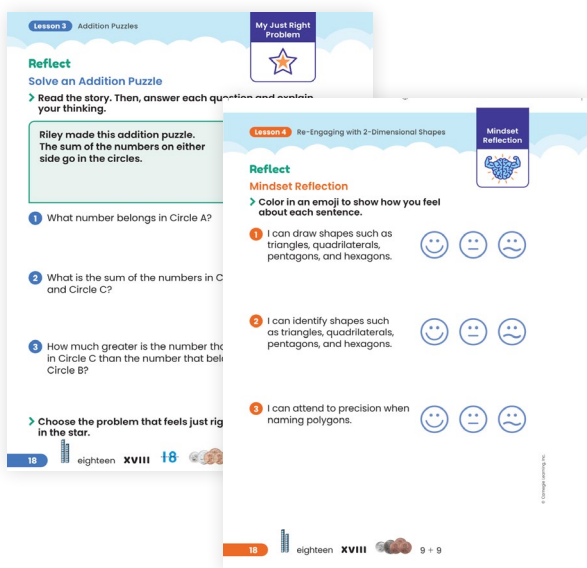 Lesson 3 Addition Puzzles
My Just Right
Problem
Reflect
Solve an Addition Puzzle
Read the story. Then, answer each question and explain
your thinking.
Riley made this addition puzzle.
The sum of the numbers on either
side go in the circles.
1 What number belongs in Circle A?
2 What is the sum of the numbers in C
and Circle C?
3 How much greater is the number tha
in Circle C than the number that bel
Circle B?
Choose the problem that feels just rig
in the star.
18 eighteen XVIII 18
Lesson 4 Re-Engaging with 2-Dimensional Shapes
Mindset
Reflection
Reflect
Mindset Reflection
Color in an emoji to show how you feel
about each sentence.
1 I can draw shapes such as
triangles, quadrilaterals,
pentagons, and hexagons.
2 I can identify shapes such
as triangles, quadrilaterals,
pentagons, and hexagons.
3 I can attend to precision when
naming polygons.
© Carnegie Learning, Inc.
18 eighteen XVIII 9 + 9